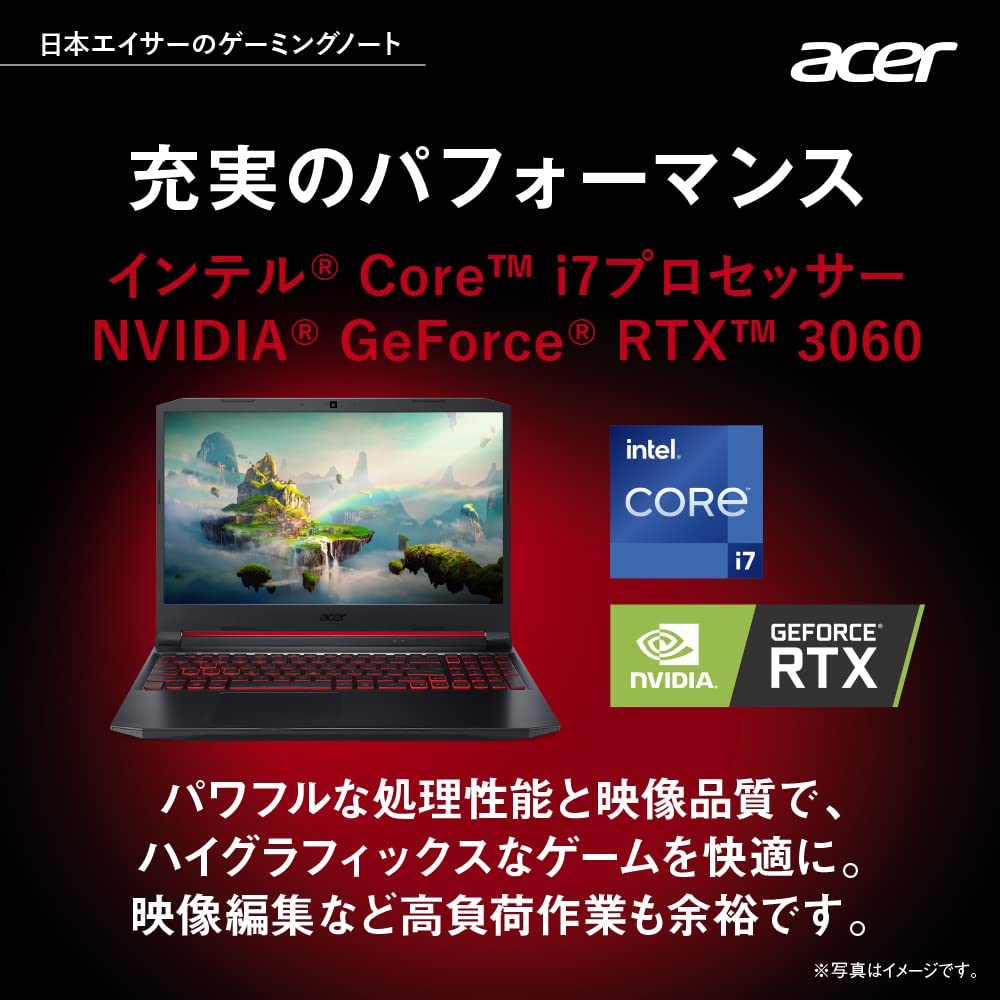 日本エイサーのゲーミングノート
acer
充実のパフォーマンス
インテル® Core™ i7プロセッサー
NVIDIA® GeForce® RTX™ 3060
acer
intel.
CORe™
i7
NVIDIA.
GEFORCE®
RTX
パワフルな処理性能と映像品質で、
ハイグラフィックスなゲームを快適に。
映像編集など高負荷作業も余裕です。
※写真はイメージです。